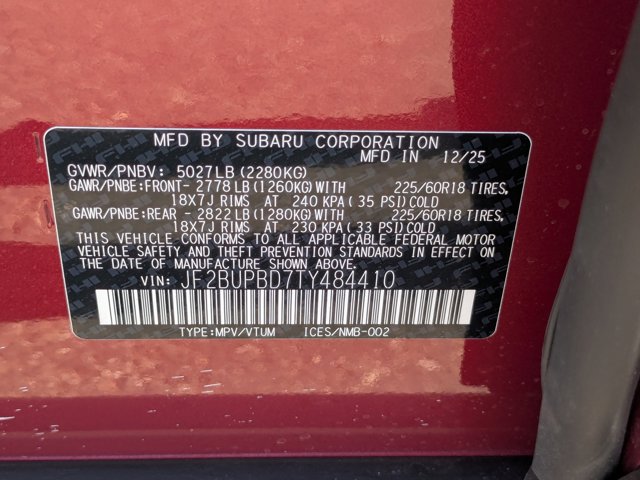 MFD BY SUBARU CORPORATION
MFD IN 12/25
GVWR/PNBV: 5027LB (2280KG)
GAWR/PNBE:FRONT- 2778 LB (1260KG) WITH 225/60R18 TIRES,
18X7J RIMS AT 240 KPA (35 PSI) COLD
GAWR/PNBE:REAR - 2822 LB (1280KG) WITH 225/60R18 TIRES,
18X7J RIMS AT 230 KPA (33 PSI) COLD
THIS VEHICLE CONFORMS TO ALL APPLICABLE FEDERAL MOTOR
VEHICLE SAFETY AND THEFT PREVENTION STANDARDS IN EFFECT ON
THE DATE OF MANUFACTURE SHOWN ABOVE.
VIN: JF2BUPBD7TY484410
TYPE:MPV/VTUM ICES/NMB-002